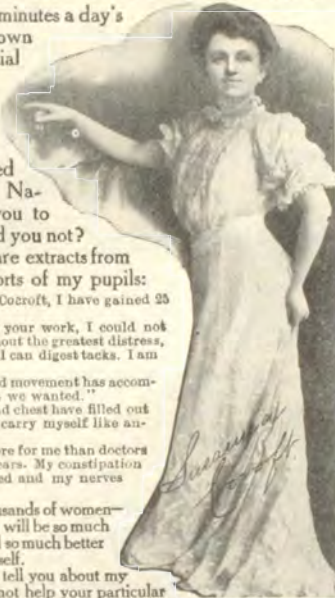 minutes a day's
own
ial
ed
Na-
you to
d you not?
are extracts from
orts of my pupils:
Cocroft, I have gained 25
your work, I could not
out the greatest distress,
I can digest tacks. I am
d movement has accom-
s we wanted."
d chest have filled out
carry myself like an-
re for me than doctors
ears. My constipation
ed and my nerves
usands of women—
will be so much
d so much better
self.
tell you about my
not help your particular
Susanna
Cocroft.